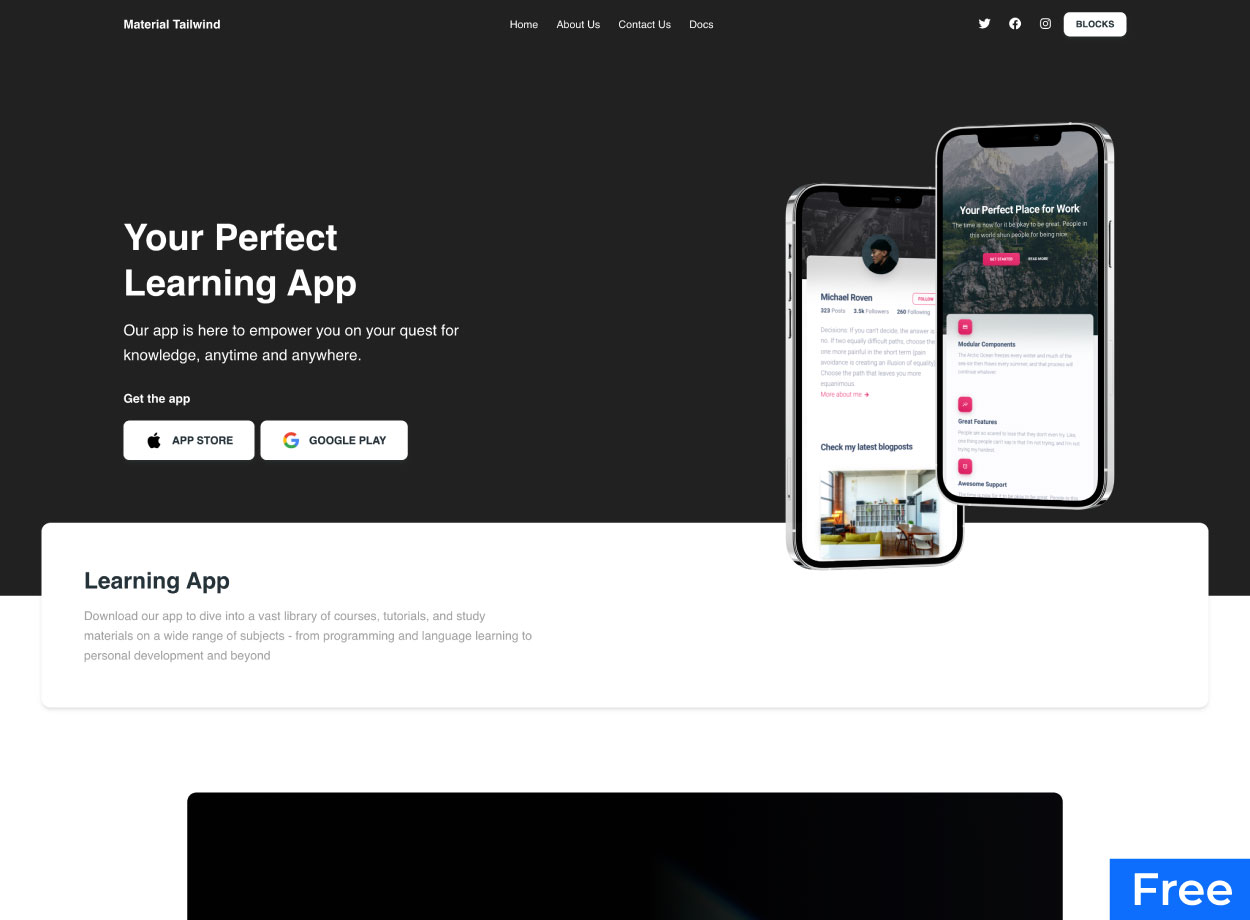 Material Tailwind
Home
About Us
Contact Us
Docs
BLOCKS
Your Perfect
Learning App
Our app is here to empower you on your quest for
knowledge, anytime and anywhere.
Get the app
APP STORE
GOOGLE PLAY
Michael Roven
FOLLOW
323 Posts 3.5k Followers 260 Following
Decisions: If you can't decide, the answer is
no. If two equally difficult paths, choose the
one more painful in the short term (pain
avoidance is creating an illusion of equality).
Choose the path that leaves you more
equanimous.
More about me →
Check my latest blogposts
Your Perfect Place for Work
The time is now for it be okay to be great. People in
this world shun people for being nice.
GET STARTED
READ MORE
Modular Components
The Arctic Ocean freezes every winter and much of the
sea-ice then thaws every summer, and that process will
continue whatever.
Great Features
People are so scared to lose that they don't even try. Like,
one thing people can't say is that I'm not trying, and I'm not
trying my hardest.
Awesome Support
Learning App
Download our app to dive into a vast library of courses, tutorials, and study
materials on a wide range of subjects - from programming and language learning to
personal development and beyond
Free